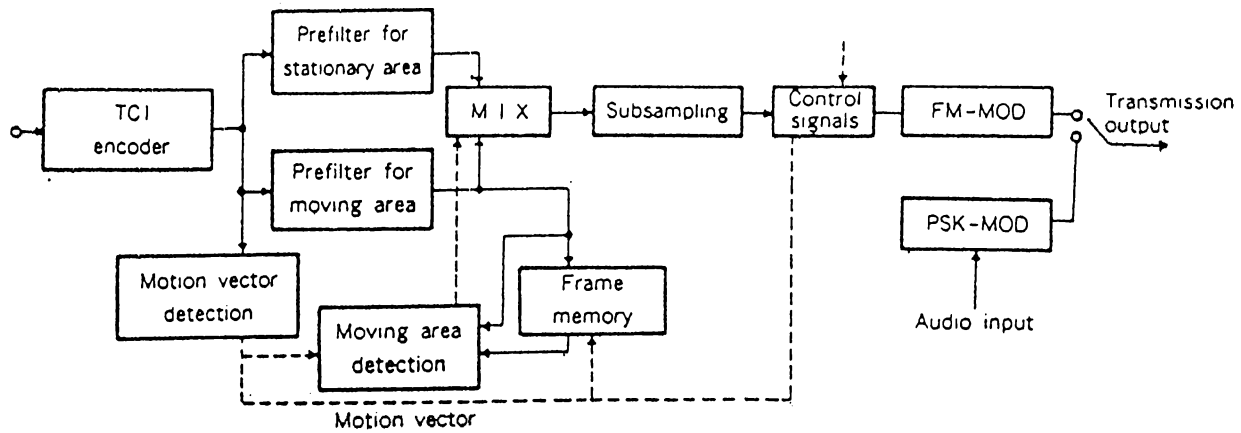 Prefilter for
stationary area
TCI
encoder
M I X
Subsampling
Control
signals
FM-MOD
Transmission
output
Prefilter for
moving area
PSK-MOD
Motion vector
detection
Frame
memory
Moving area
detection
Audio input
Motion vector